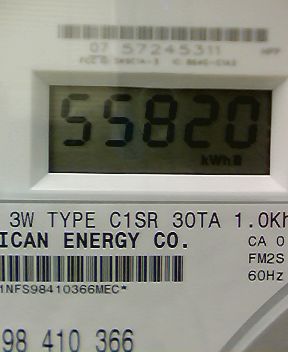 07 57245311
55820
kWh
3W TYPE C1SR 30TA 1.0Kh
ICAN ENERGY CO.
CA 0
FM2S
60Hz
1NFS98410366MEC*
98 410 366